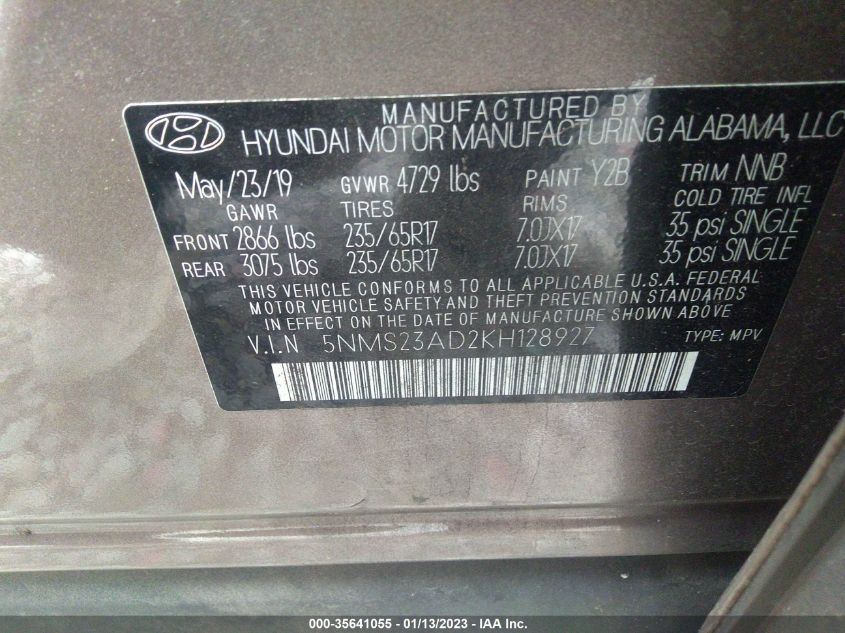 MANUFACTURED BY
HYUNDAI MOTOR MANUFACTURING ALABAMA, LLC
May/23/19 GVWR 4729 lbs PAINT Y2B TRIM NNB
GAWR TIRES RIMS COLD TIRE INFL
FRONT 2866 lbs 235/65R17 7.0JX17 35 psi SINGLE
REAR 3075 lbs 235/65R17 7.0JX17 35 psi SINGLE
THIS VEHICLE CONFORMS TO ALL APPLICABLE U.S.A. FEDERAL
MOTOR VEHICLE SAFETY AND THEFT PREVENTION STANDARDS
IN EFFECT ON THE DATE OF MANUFACTURE SHOWN ABOVE.
V.I.N 5NMS23AD2KH128927 TYPE: MPV
000-35641055 - 01/13/2023 - IAA Inc.